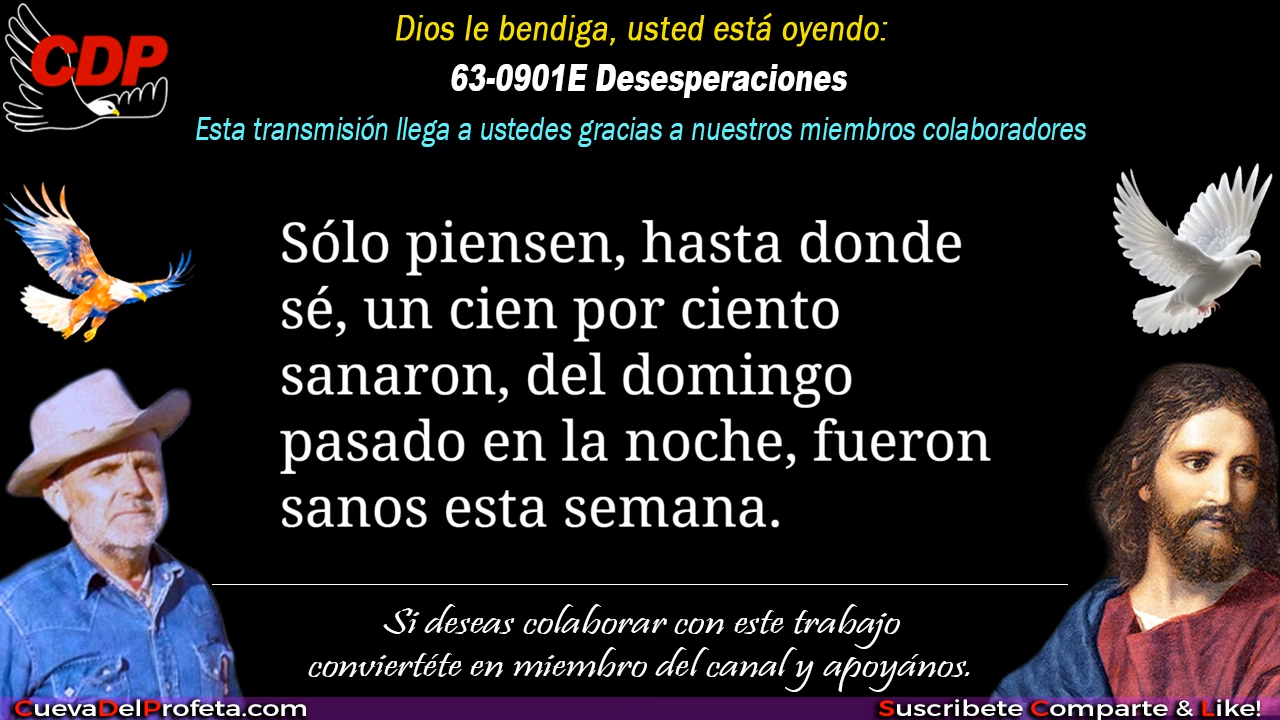 CDP
Dios le bendiga, usted está oyendo:
63-0901E Desesperaciones
Esta transmisión llega a ustedes gracias a nuestros miembros colaboradores
Sólo piensen, hasta donde
sé, un cien por ciento
sanaron, del domingo
pasado en la noche, fueron
sanos esta semana.
Si deseas colaborar con este trabajo
conviertéte en miembro del canal y apoyános.
CuevaDelProfeta.com
Suscribete Comparte & Like!